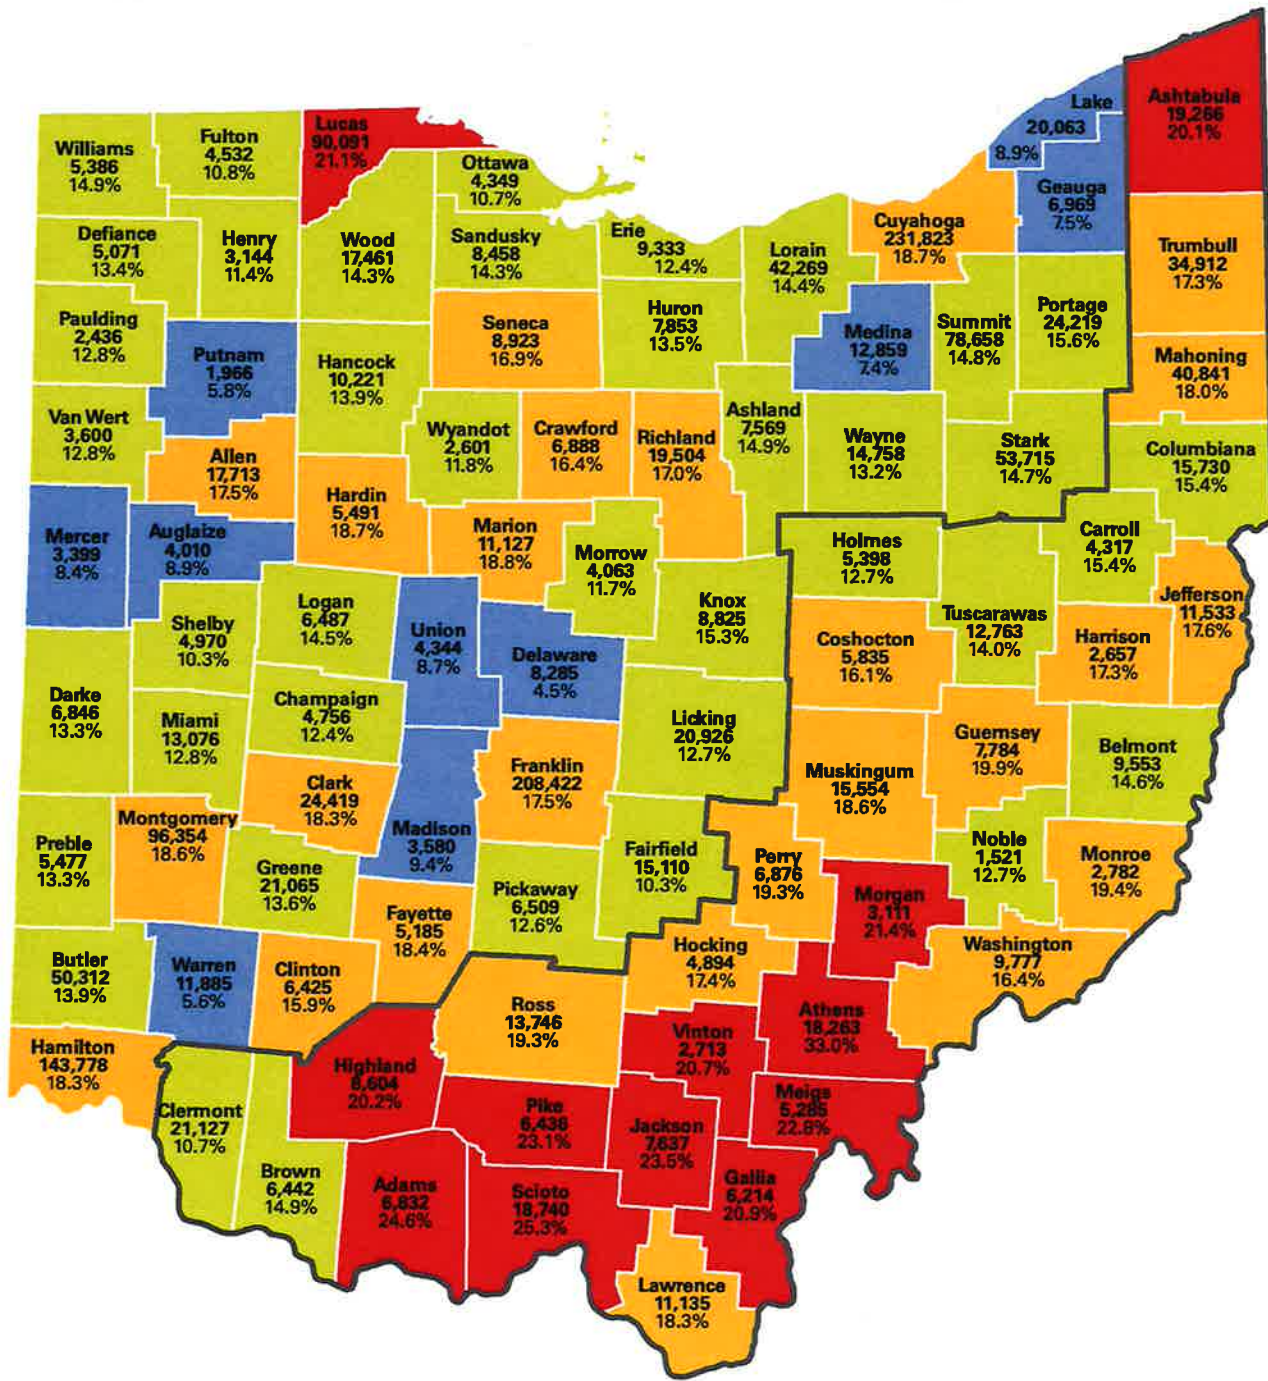 Lake
20,063
8.9%
Ashtabula
19,266
20.1%
Williams
5,386
14.9%
Fulton
4,532
10.8%
Lucas
90,091
21.1%
Ottawa
4,349
10.7%
Geauga
6,969
7.5%
Defiance
5,071
13.4%
Henry
3,144
11.4%
Wood
17,461
14.3%
Sandusky
8,458
14.3%
Erie
9,333
12.4%
Lorain
42,269
14.4%
Cuyahoga
231,823
18.7%
Trumbull
34,912
17.3%
Paulding
2,436
12.8%
Putnam
1,966
5.8%
Hancock
10,221
13.9%
Seneca
8,923
16.9%
Huron
7,853
13.5%
Medina
12,859
7.4%
Summit
78,658
14.8%
Portage
24,219
15.6%
Mahoning
40,841
18.0%
Van Wert
3,600
12.8%
Allen
17,713
17.5%
Wyandot
2,601
11.8%
Crawford
6,888
16.4%
Richland
19,504
17.0%
Ashland
7,569
14.9%
Wayne
14,758
13.2%
Stark
53,715
14.7%
Columbiana
15,730
15.4%
Mercer
3,399
8.4%
Auglaize
4,010
8.9%
Hardin
5,491
18.7%
Marion
11,127
18.8%
Morrow
4,063
11.7%
Holmes
5,398
12.7%
Carroll
4,317
15.4%
Jefferson
11,533
17.6%
Shelby
4,970
10.3%
Logan
6,487
14.5%
Union
4,344
8.7%
Delaware
8,285
4.5%
Knox
8,825
15.3%
Coshocton
5,835
16.1%
Tuscarawas
12,763
14.0%
Harrison
2,657
17.3%
Darke
6,846
13.3%
Miami
13,076
12.8%
Champaign
4,756
12.4%
Licking
20,926
12.7%
Guernsey
7,784
19.9%
Belmont
9,553
14.6%
Clark
24,419
18.3%
Franklin
208,422
17.5%
Muskingum
15,554
18.6%
Preble
5,477
13.3%
Montgomery
96,354
18.6%
Greene
21,065
13.6%
Madison
3,580
9.4%
Pickaway
6,509
12.6%
Fairfield
15,110
10.3%
Perry
6,876
19.3%
Noble
1,521
12.7%
Monroe
2,782
19.4%
Morgan
3,111
21.4%
Fayette
5,185
18.4%
Butler
50,312
13.9%
Warren
11,885
5.6%
Clinton
6,425
15.9%
Hocking
4,894
17.4%
Washington
9,777
16.4%
Ross
13,746
19.3%
Athens
18,263
33.0%
Vinton
2,713
20.7%
Hamilton
143,778
18.3%
Highland
8,604
20.2%
Clermont
21,127
10.7%
Pike
6,438
23.1%
Jackson
7,637
23.5%
Meigs
5,285
22.8%
Brown
6,442
14.9%
Adams
6,832
24.6%
Scioto
18,740
25.3%
Gallia
6,214
20.9%
Lawrence
11,135
18.3%